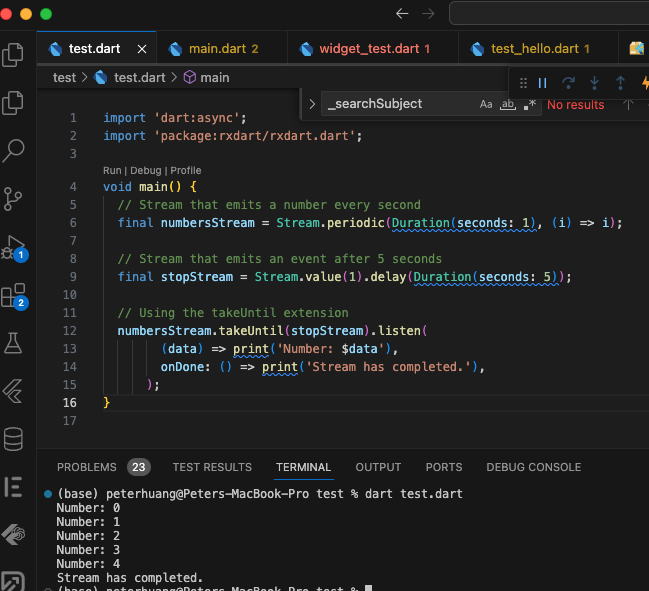 test.dart
main.dart 2
widget_test.dart 1
test_hello.dart 1
test > test.dart > main
> _searchSubject Aa ab .* No results
1 import 'dart:async';
2 import 'package:rxdart/rxdart.dart';
3
Run | Debug | Profile
4 void main() {
5 // Stream that emits a number every second
6 final numbersStream = Stream.periodic(Duration(seconds: 1), (i) => i);
7
8 // Stream that emits an event after 5 seconds
9 final stopStream = Stream.value(1).delay(Duration(seconds: 5));
10
11 // Using the takeUntil extension
12 numbersStream.takeUntil(stopStream).listen(
13 (data) => print('Number: $data'),
14 onDone: () => print('Stream has completed.'),
15 );
16 }
17
1
2
PROBLEMS 23 TEST RESULTS TERMINAL OUTPUT PORTS DEBUG CONSOLE
(base) peterhuang@Peters-MacBook-Pro test % dart test.dart
Number: 0
Number: 1
Number: 2
Number: 3
Number: 4
Stream has completed.
(base) peterhuang@Peters-MacBook-Pro test %